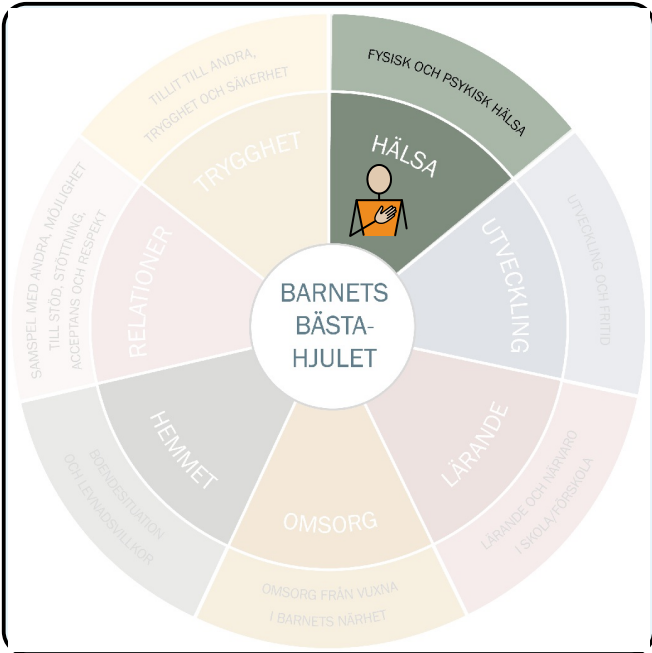 BARNETS
BÄSTA-
HJULET
FYSISK OCH PSYKISK HÄLSA
HÄLSA
UTVECKLING OCH FRITID
UTVECKLING
LÄRANDE OCH NÄRVARO
I SKOLA/FÖRSKOLA
LÄRANDE
OMSORG
OMSORG FRÅN VUXNA
I BARNETS NÄRHET
HEMMET
BOENDESITUATION
OCH LEVNADSVILLKOR
RELATIONER
SAMSPEL MED ANDRA, MÖJLIGHET
TILL STÖD, STÖTTNING,
ACCEPTANS OCH RESPEKT
TRYGGHET
TILLIT TILL ANDRA,
TRYGGHET OCH SÄKERHET